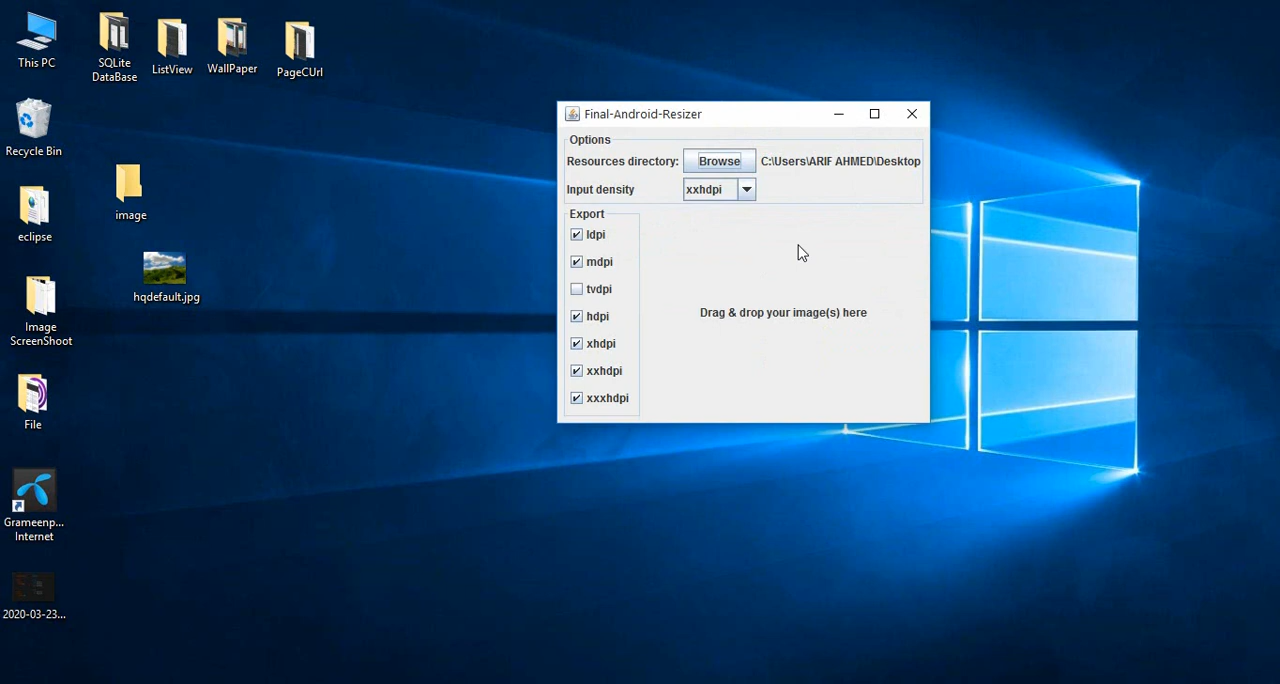 This PC
SQLite
DataBase
ListView
WallPaper
PageCUrl
Recycle Bin
image
eclipse
hqdefault.jpg
Image
ScreenShoot
File
Grameenp...
Internet
2020-03-23...
Final-Android-Resizer
Options
Resources directory: Browse C:\Users\ARIF AHMED\Desktop
Input density xxhdpi
Export
ldpi
mdpi
tvdpi
hdpi
xhdpi
xxhdpi
xxxhdpi
Drag & drop your image(s) here